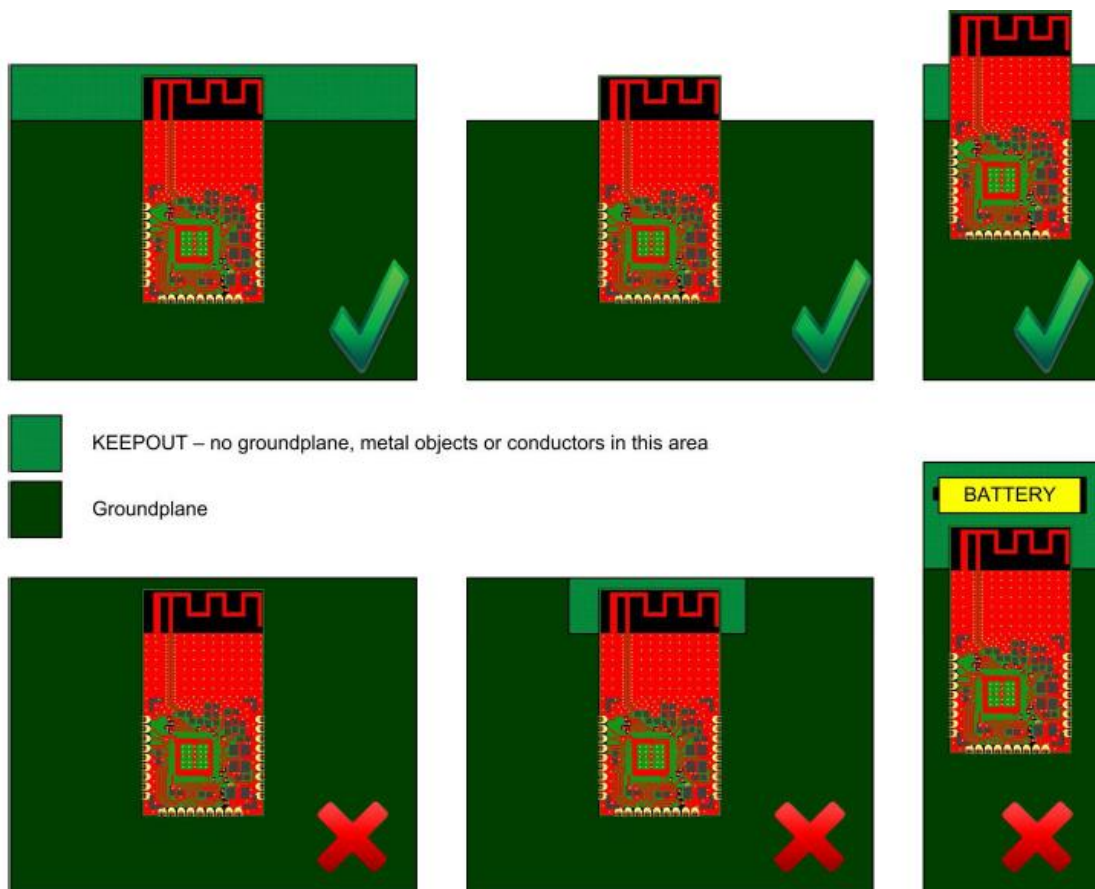 KEEPOUT – no groundplane, metal objects or conductors in this area
Groundplane
BATTERY